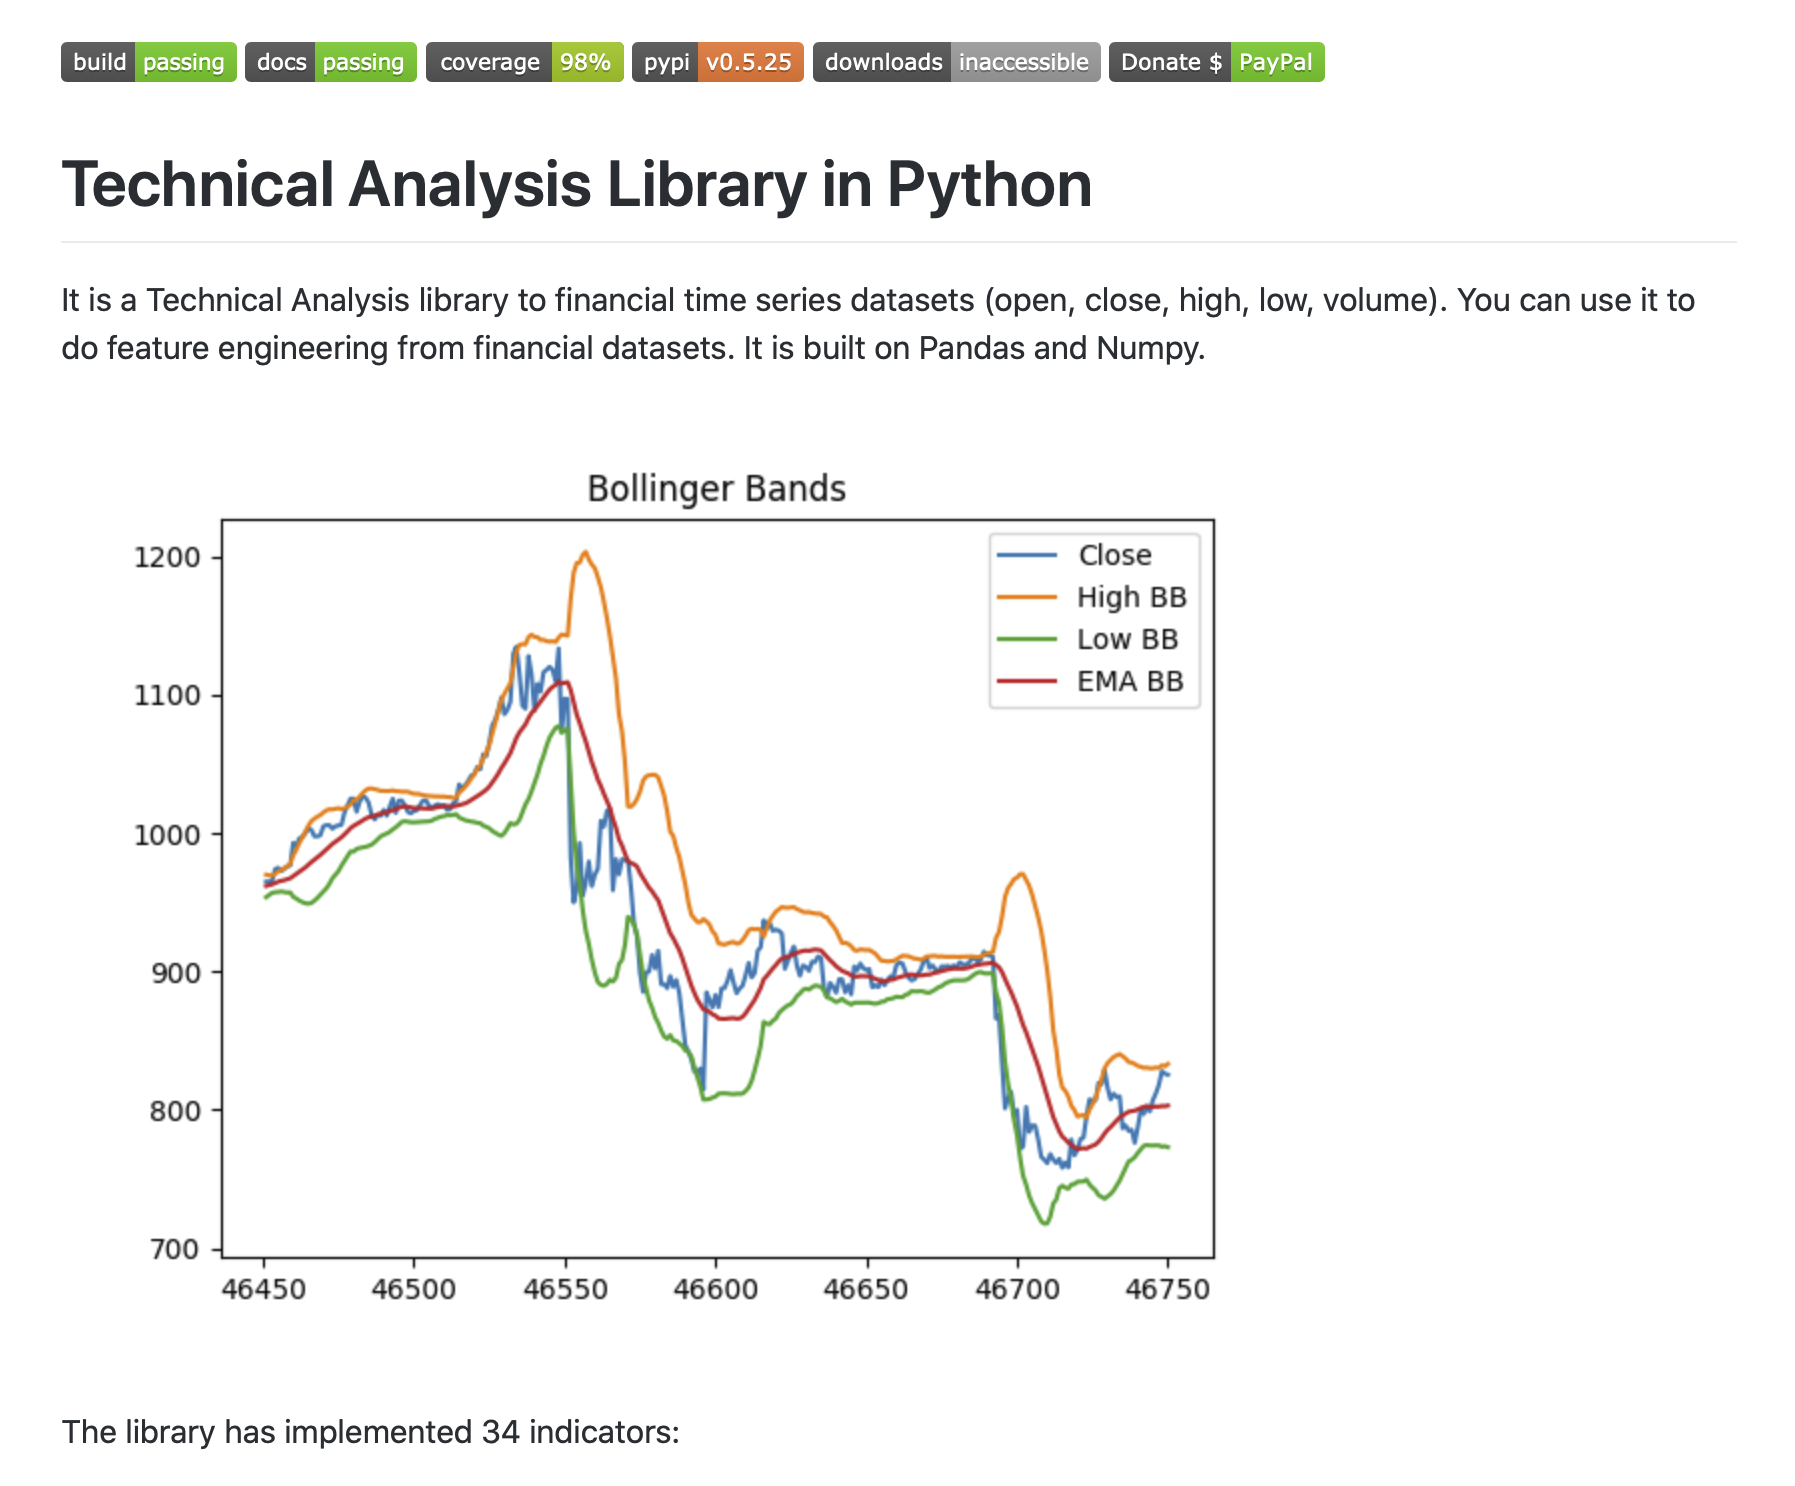 build passing docs passing coverage 98% pypi v0.5.25 downloads inaccessible Donate $ PayPal
Technical Analysis Library in Python
It is a Technical Analysis library to financial time series datasets (open, close, high, low, volume). You can use it to
do feature engineering from financial datasets. It is built on Pandas and Numpy.
Bollinger Bands
Close
High BB
Low BB
EMA BB
1200
1100
1000
900
800
700
46450 46500 46550 46600 46650 46700 46750
The library has implemented 34 indicators: